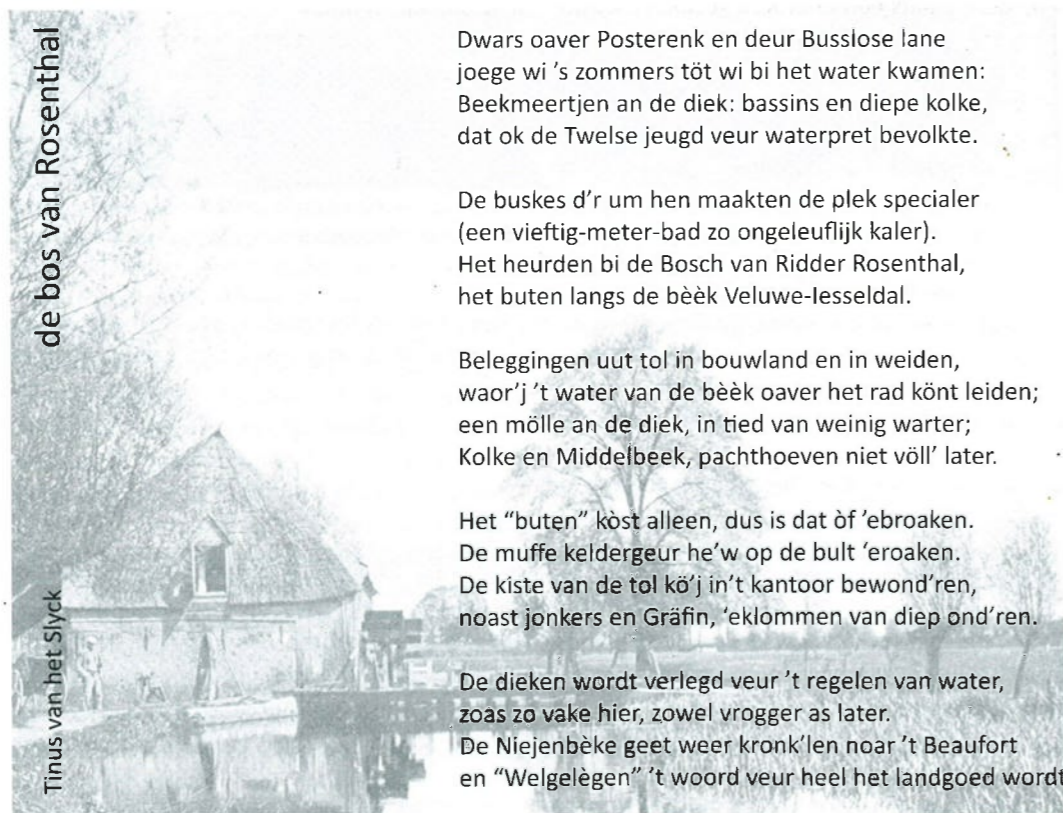 de bos van Rosenthal
Dwars oaver Posterenk en deur Busslose lane
joege wi 's zommers töt wi bi het water kwamen:
Beekmeertjen an de diek: bassins en diepe kolke,
dat ok de Twelse jeugd veur waterpret bevolkte.

De buskes d'r um hen maakten de plek specialer
(een vieftig-meter-bad zo ongeleuflijk kaler).
Het heurden bi de Bosch van Ridder Rosenthal,
het buten langs de bèèk Veluwe-Iesseldal.

Beleggingen uut tol in bouwland en in weiden,
waor'j 't water van de bèèk oaver het rad könt leiden;
een mölle an de diek, in tied van weinig warter;
Kolke en Middelbeek, pachthoeven niet völl' later.

Het “buten” kòst alleen, dus is dat òf 'ebroaken.
De muffe keldergeur he'w op de bult 'eroaken.
De kiste van de tol kö'j in't kantoor bewond'ren,
noast jonkers en Gräfin, 'eklommen van diep ond'ren.

De dieken wordt verlegd veur 't regelen van water,
zoas zo vake hier, zowel vrogger as later.
De Niejenbèke geet weer kronk'len noar 't Beaufort
en “Welgelègen” 't woord veur heel het landgoed wordt
Tinus van het Slyck